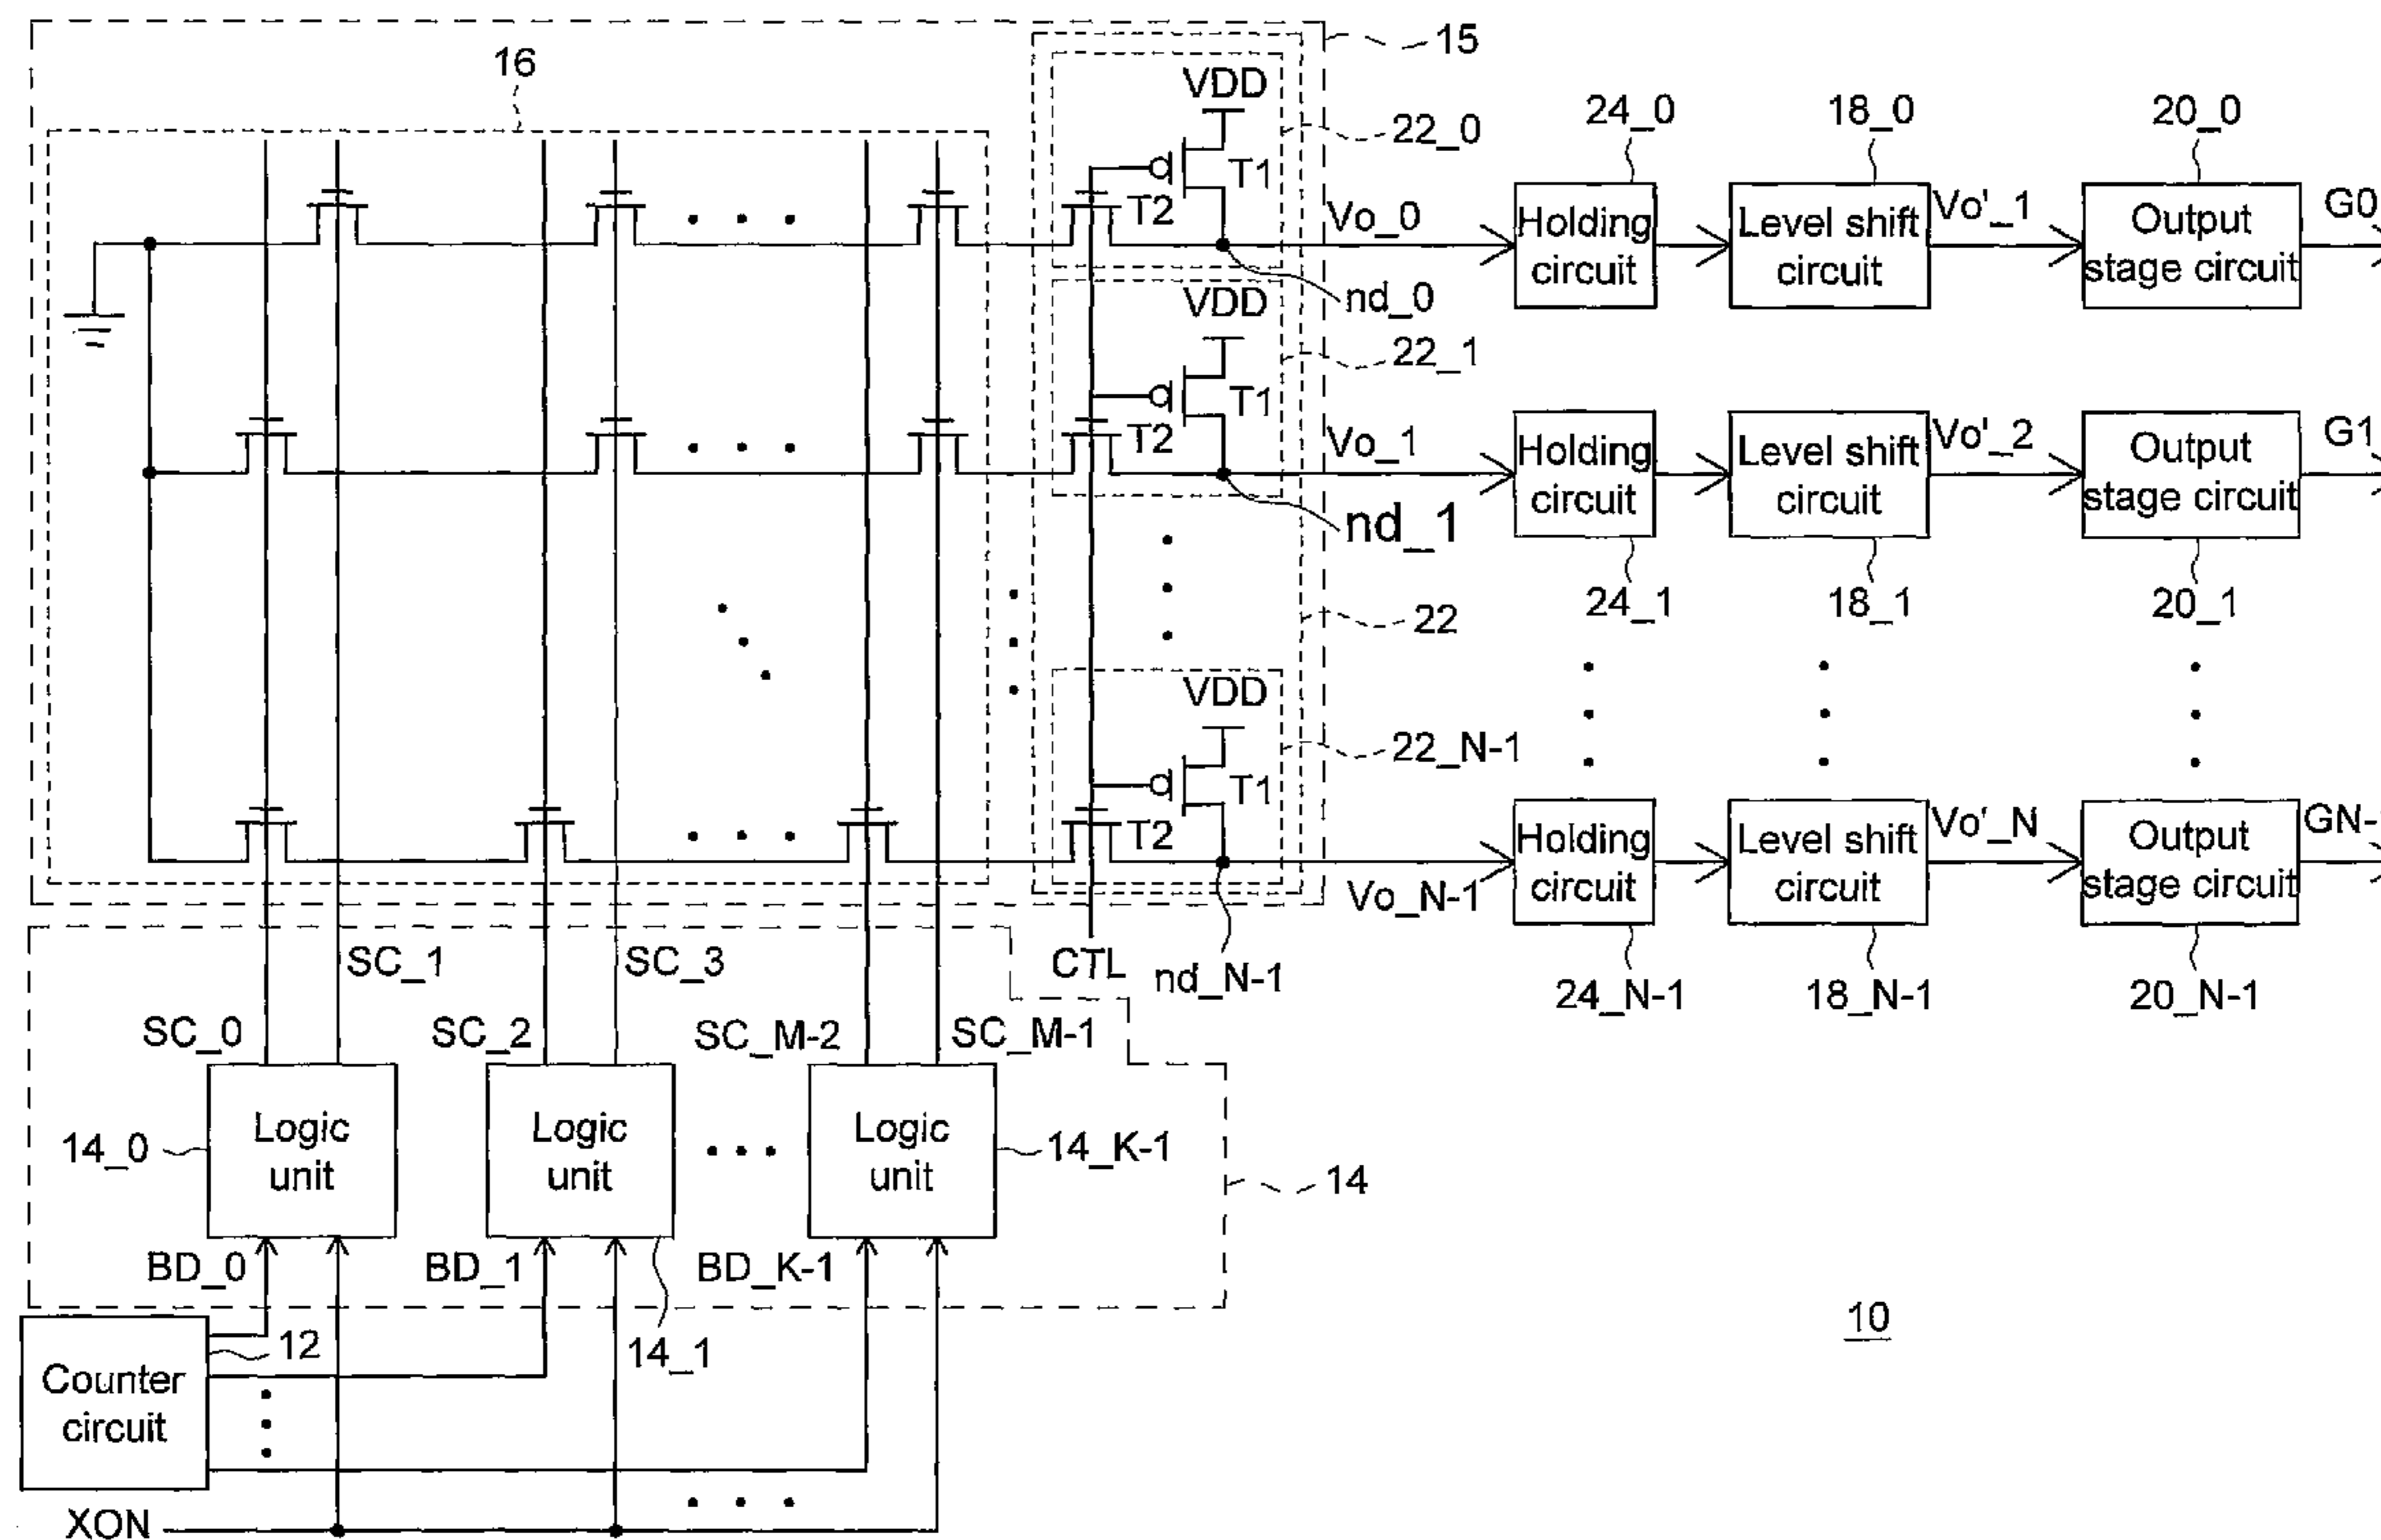 15
16
VDD
22_0
24_0
18_0
20_0
T1
T2
Vo_0
Holding circuit
Level shift circuit
Vo'_1
Output stage circuit
G0
nd_0
VDD
22_1
T1
T2
Vo_1
Holding circuit
Level shift circuit
Vo'_2
Output stage circuit
G1
nd_1
24_1
18_1
20_1
22
VDD
22_N-1
T1
T2
Vo_N-1
Holding circuit
Level shift circuit
Vo'_N
Output stage circuit
GN-
nd_N-1
24_N-1
18_N-1
20_N-1
CTL
SC_1
SC_3
SC_0
SC_2
SC_M-2
SC_M-1
14_0
Logic unit
Logic unit
Logic unit
14_K-1
14
BD_0
BD_1
BD_K-1
12
14_1
Counter circuit
XON
10